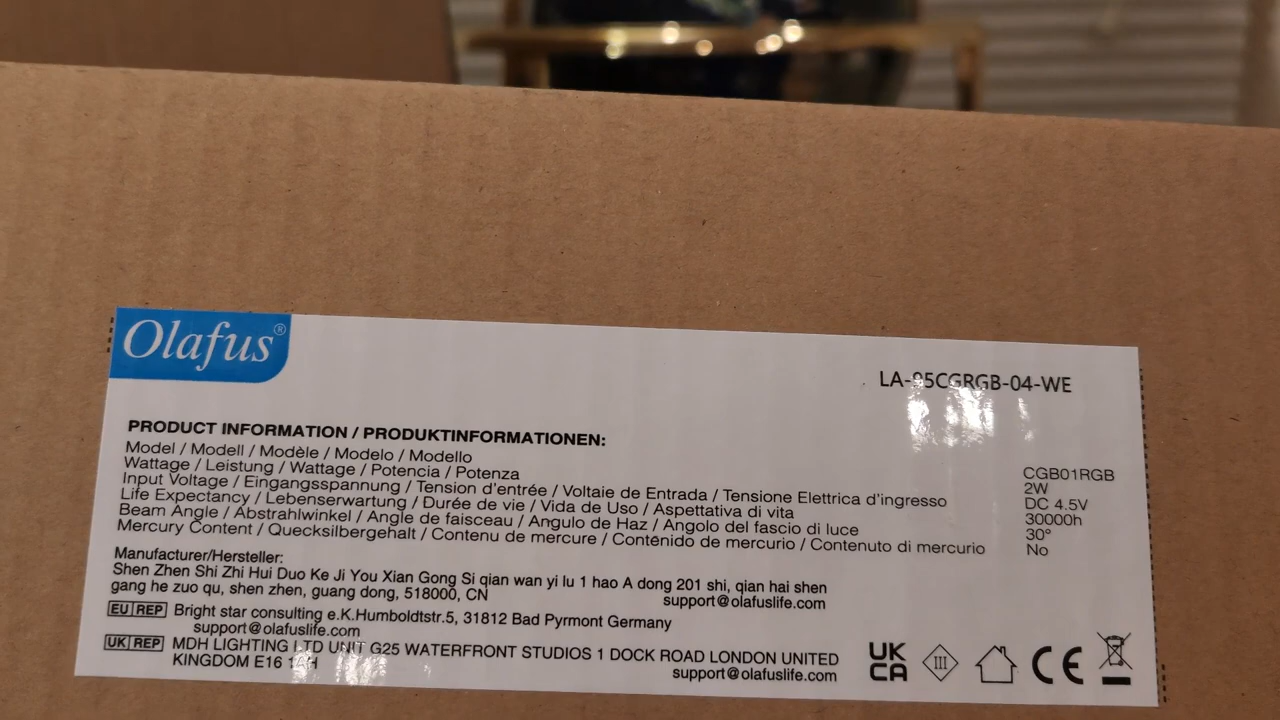 Olafus®
LA-95CGRGB-04-WE
PRODUCT INFORMATION / PRODUKTINFORMATIONEN:
Model / Modell / Modèle / Modelo / Modello CGB01RGB
Wattage / Leistung / Wattage / Potencia / Potenza 2W
Input Voltage / Eingangsspannung / Tension d'entrée / Voltaie de Entrada / Tensione Elettrica d'ingresso DC 4.5V
Life Expectancy / Lebenserwartung / Durée de vie / Vida de Uso / Aspettativa di vita 30000h
Beam Angle / Abstrahlwinkel / Angle de faisceau / Angulo de Haz / Angolo del fascio di luce 30°
Mercury Content / Quecksilbergehalt / Contenu de mercure / Conténido de mercurio / Contenuto di mercurio No
Manufacturer/Hersteller:
Shen Zhen Shi Zhi Hui Duo Ke Ji You Xian Gong Si qian wan yi lu 1 hao A dong 201 shi, qian hai shen
gang he zuo qu, shen zhen, guang dong, 518000, CN support@olafuslife.com
EU REP Bright star consulting e.K.Humboldtstr.5, 31812 Bad Pyrmont Germany
support@olafuslife.com
UK REP MDH LIGHTING LTD UNIT G25 WATERFRONT STUDIOS 1 DOCK ROAD LONDON UNITED
KINGDOM E16 1AH support@olafuslife.com
UK
CA
III
CE